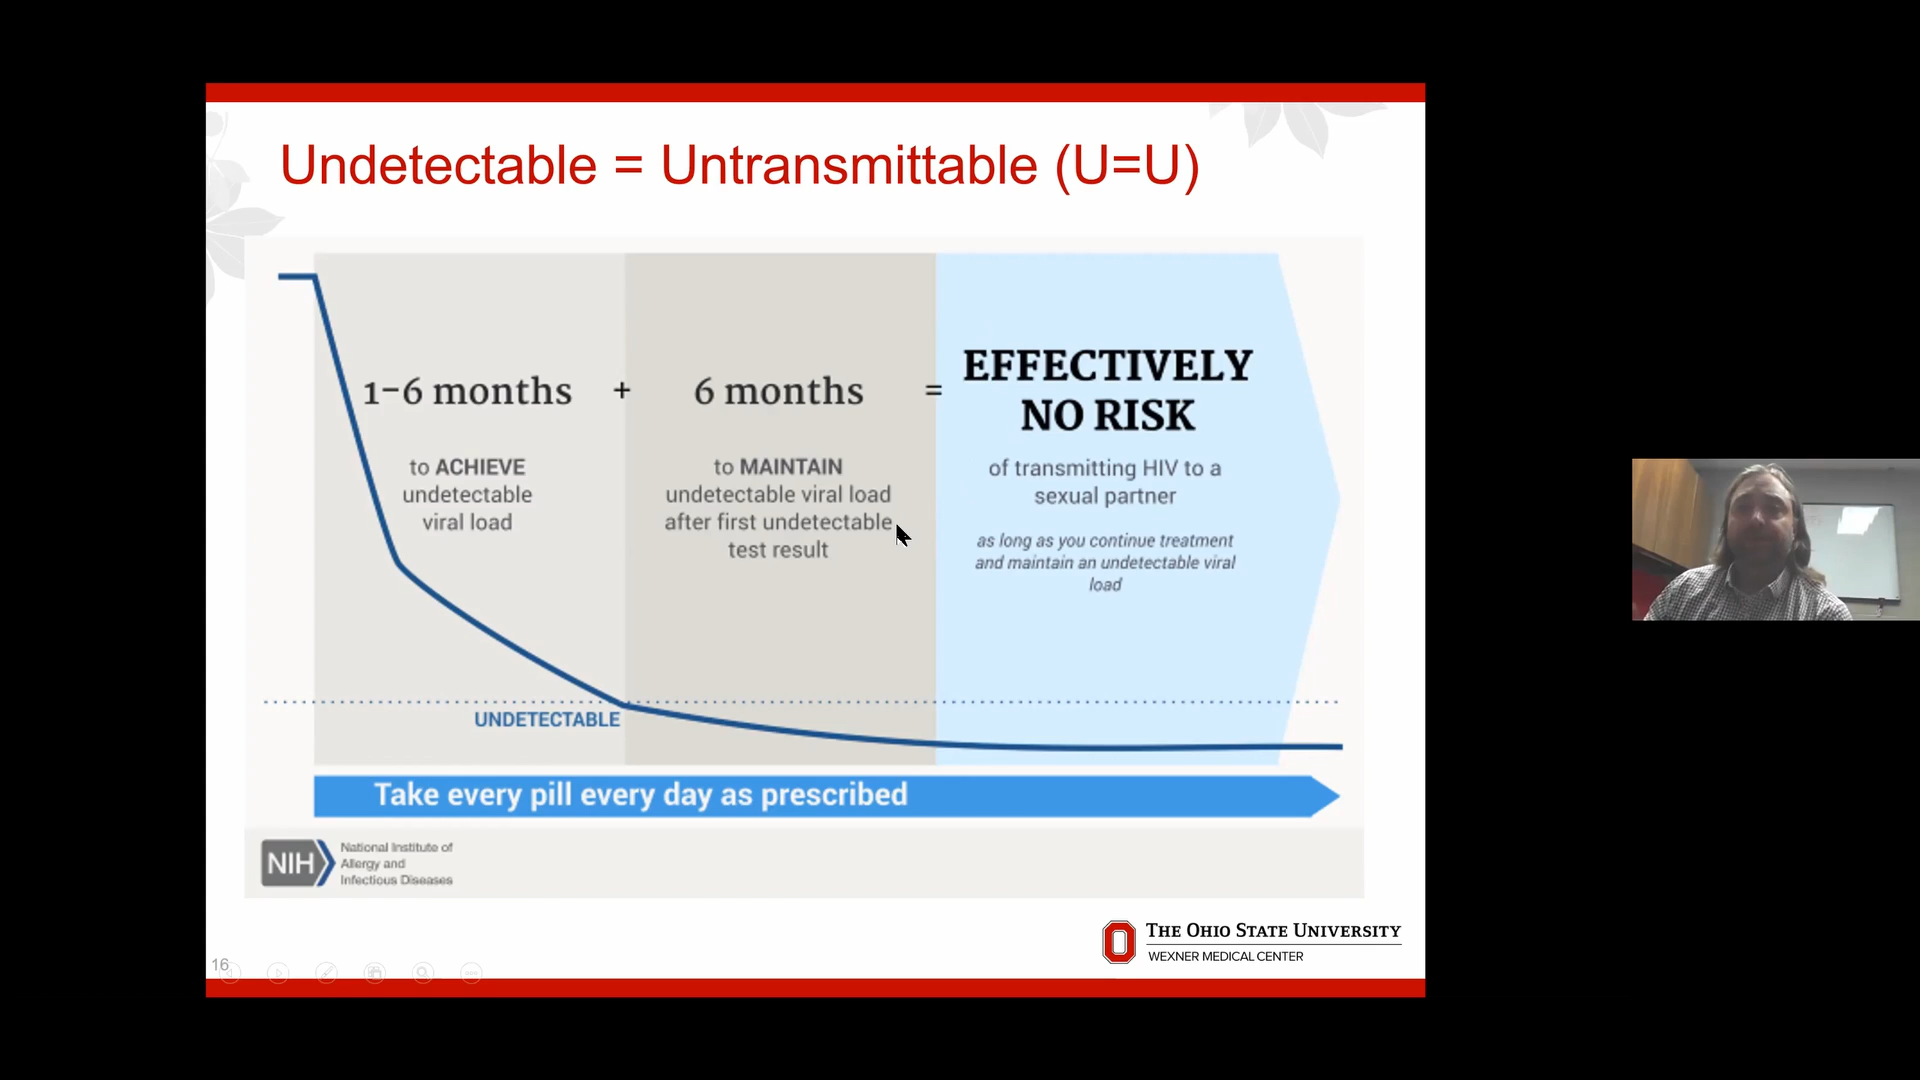 Undetectable = Untransmittable (U=U)
1–6 months + 6 months =
to ACHIEVE
undetectable
viral load
to MAINTAIN
undetectable viral load
after first undetectable
test result
EFFECTIVELY
NO RISK
of transmitting HIV to a
sexual partner
as long as you continue treatment
and maintain an undetectable viral
load
UNDETECTABLE
Take every pill every day as prescribed
NIH
National Institute of
Allergy and
Infectious Diseases
THE OHIO STATE UNIVERSITY
WEXNER MEDICAL CENTER
16